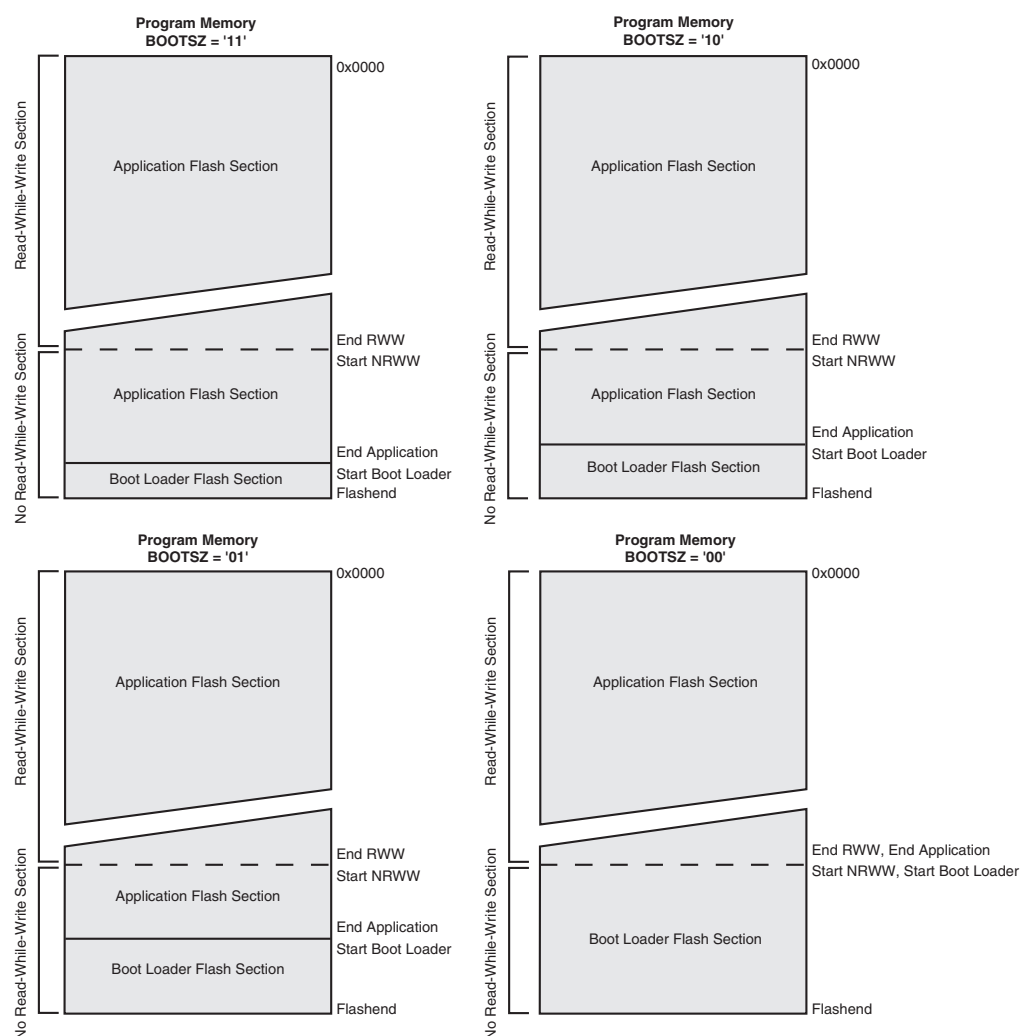 Program Memory
BOOTSZ = '11'
0x0000
Read-While-Write Section
Application Flash Section
End RWW
Start NRWW
No Read-While-Write Section
Application Flash Section
End Application
Start Boot Loader
Boot Loader Flash Section
Flashend
Program Memory
BOOTSZ = '10'
0x0000
Read-While-Write Section
Application Flash Section
End RWW
Start NRWW
No Read-While-Write Section
Application Flash Section
End Application
Start Boot Loader
Boot Loader Flash Section
Flashend
Program Memory
BOOTSZ = '01'
0x0000
Read-While-Write Section
Application Flash Section
End RWW
Start NRWW
No Read-While-Write Section
Application Flash Section
End Application
Start Boot Loader
Boot Loader Flash Section
Flashend
Program Memory
BOOTSZ = '00'
0x0000
Read-While-Write Section
Application Flash Section
End RWW, End Application
Start NRWW, Start Boot Loader
No Read-While-Write Section
Boot Loader Flash Section
Flashend